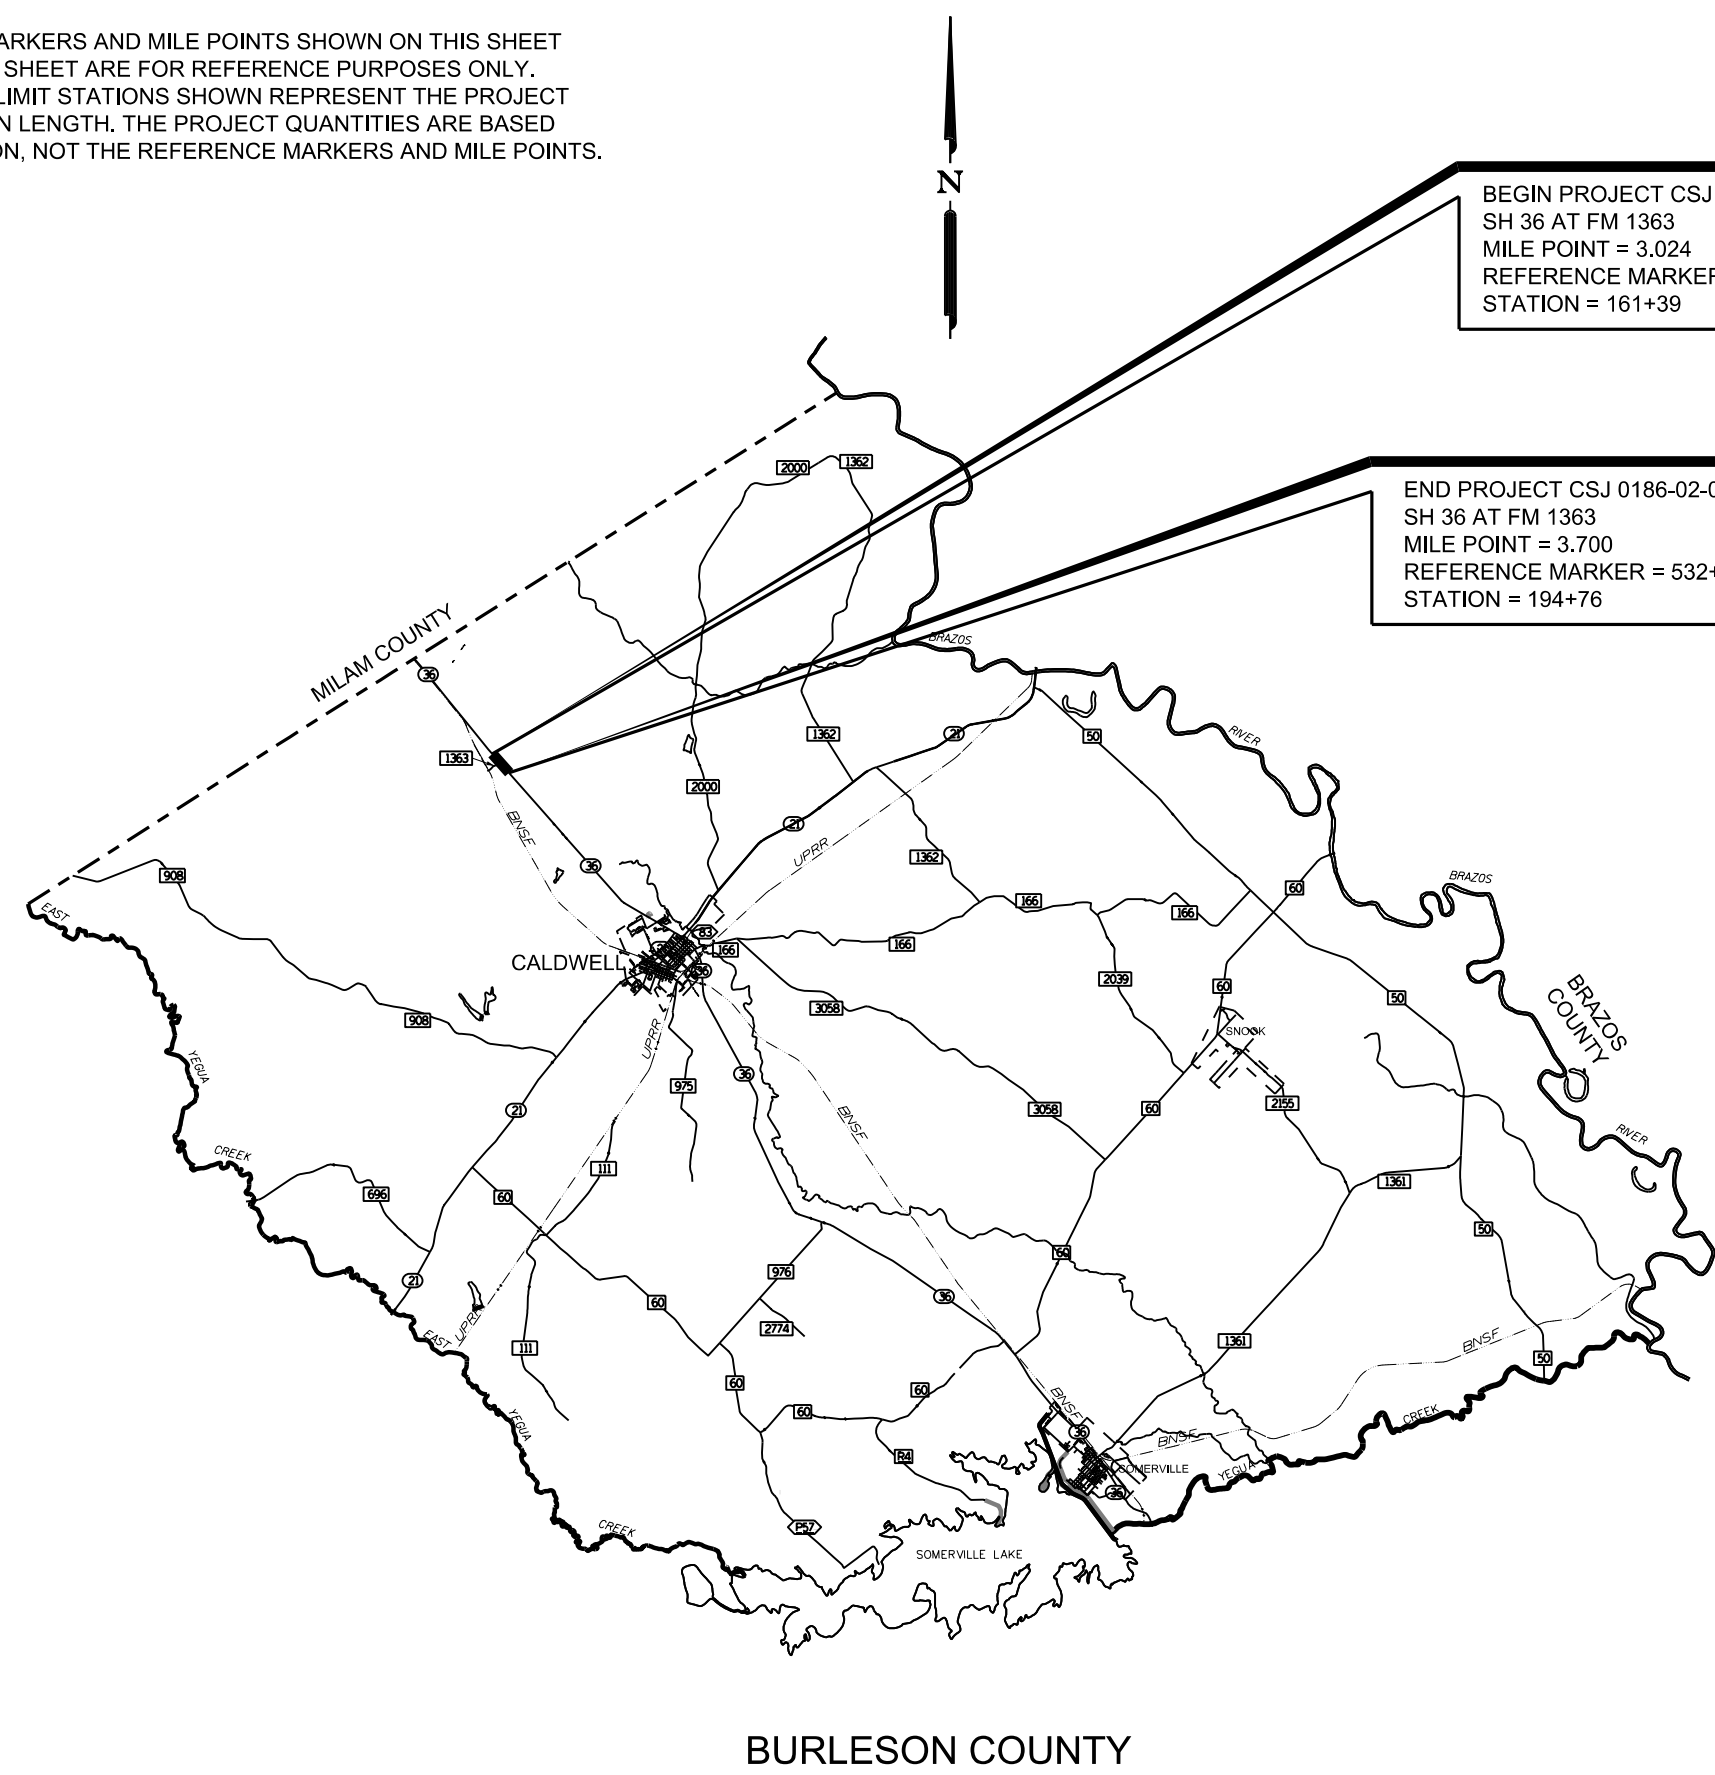 ARKERS AND MILE POINTS SHOWN ON THIS SHEET
SHEET ARE FOR REFERENCE PURPOSES ONLY.
LIMIT STATIONS SHOWN REPRESENT THE PROJECT
N LENGTH. THE PROJECT QUANTITIES ARE BASED
ON, NOT THE REFERENCE MARKERS AND MILE POINTS.
N
BEGIN PROJECT CSJ
SH 36 AT FM 1363
MILE POINT = 3.024
REFERENCE MARKER
STATION = 161+39
END PROJECT CSJ 0186-02-0
SH 36 AT FM 1363
MILE POINT = 3.700
REFERENCE MARKER = 532+
STATION = 194+76
2000
1362
MILAM COUNTY
36
BRAZOS
1362
21
50
RIVER
1363
2000
BNSF
21
UPRR
36
1362
908
60
BRAZOS
EAST
166
166
83
166
166
CALDWELL
36
2039
60
50
BRAZOS
COUNTY
908
3058
SNOOK
UPRR
YEGUA
36
975
BNSF
21
3058
60
2155
RIVER
CREEK
111
1361
696
60
50
60
976
21
36
60
UPRR
EAST
2774
111
1361
BNSF
50
60
60
60
BNSF
CREEK
YEGUA
36
BNSF
R4
SOMERVILLE
YEGUA
36
P57
CREEK
SOMERVILLE LAKE
BURLESON COUNTY